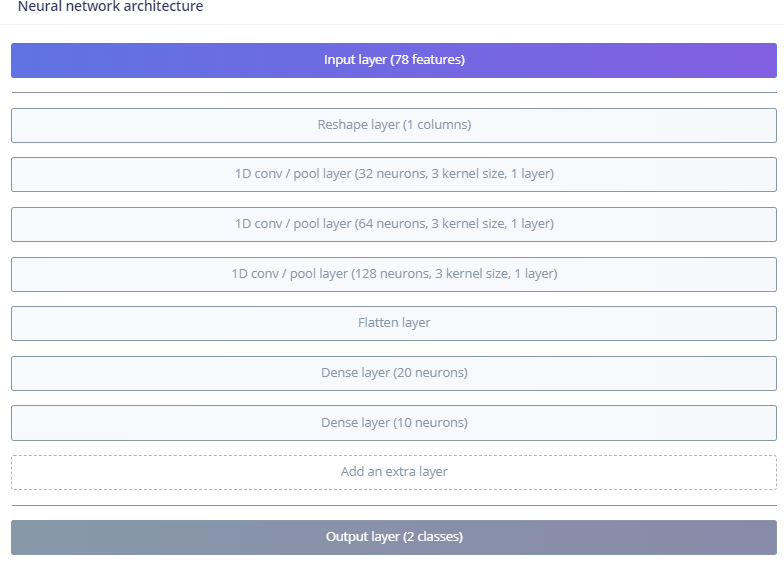 Neural network architecture
Input layer (78 features)
Reshape layer (1 columns)
1D conv / pool layer (32 neurons, 3 kernel size, 1 layer)
1D conv / pool layer (64 neurons, 3 kernel size, 1 layer)
1D conv / pool layer (128 neurons, 3 kernel size, 1 layer)
Flatten layer
Dense layer (20 neurons)
Dense layer (10 neurons)
Add an extra layer
Output layer (2 classes)